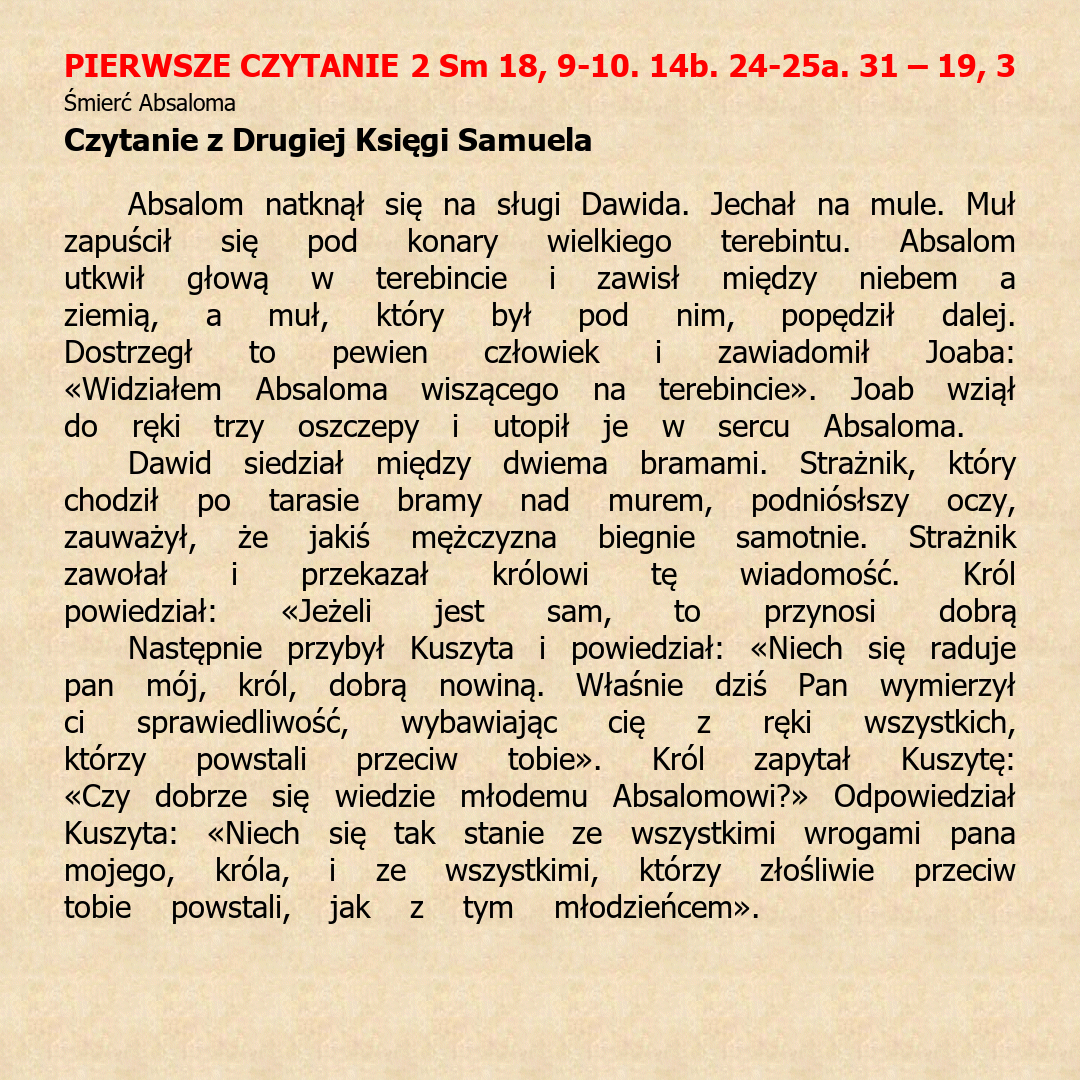 PIERWSZE CZYTANIE 2 Sm 18, 9-10. 14b. 24-25a. 31 – 19, 3
Śmierć Absaloma
Czytanie z Drugiej Księgi Samuela
Absalom natknął się na sługi Dawida. Jechał na mule. Muł
zapuścił się pod konary wielkiego terebintu. Absalom
utkwił głową w terebincie i zawisł między niebem a
ziemią, a muł, który był pod nim, popędził dalej.
Dostrzegł to pewien człowiek i zawiadomił Joaba:
«Widziałem Absaloma wiszącego na terebincie». Joab wziął
do ręki trzy oszczepy i utopił je w sercu Absaloma.
Dawid siedział między dwiema bramami. Strażnik, który
chodził po tarasie bramy nad murem, podniósłszy oczy,
zauważył, że jakiś mężczyzna biegnie samotnie. Strażnik
zawołał i przekazał królowi tę wiadomość. Król
powiedział: «Jeżeli jest sam, to przynosi dobrą
Następnie przybył Kuszyta i powiedział: «Niech się raduje
pan mój, król, dobrą nowiną. Właśnie dziś Pan wymierzył
ci sprawiedliwość, wybawiając cię z ręki wszystkich,
którzy powstali przeciw tobie». Król zapytał Kuszytę:
«Czy dobrze się wiedzie młodemu Absalomowi?» Odpowiedział
Kuszyta: «Niech się tak stanie ze wszystkimi wrogami pana
mojego, króla, i ze wszystkimi, którzy złośliwie przeciw
tobie powstali, jak z tym młodzieńcem».